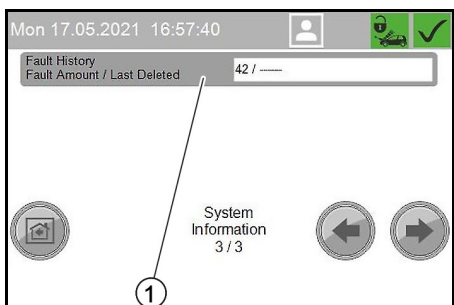 Mon 17.05.2021 16:57:40
Fault History
Fault Amount / Last Deleted
42 / -------
System
Information
3 / 3
1